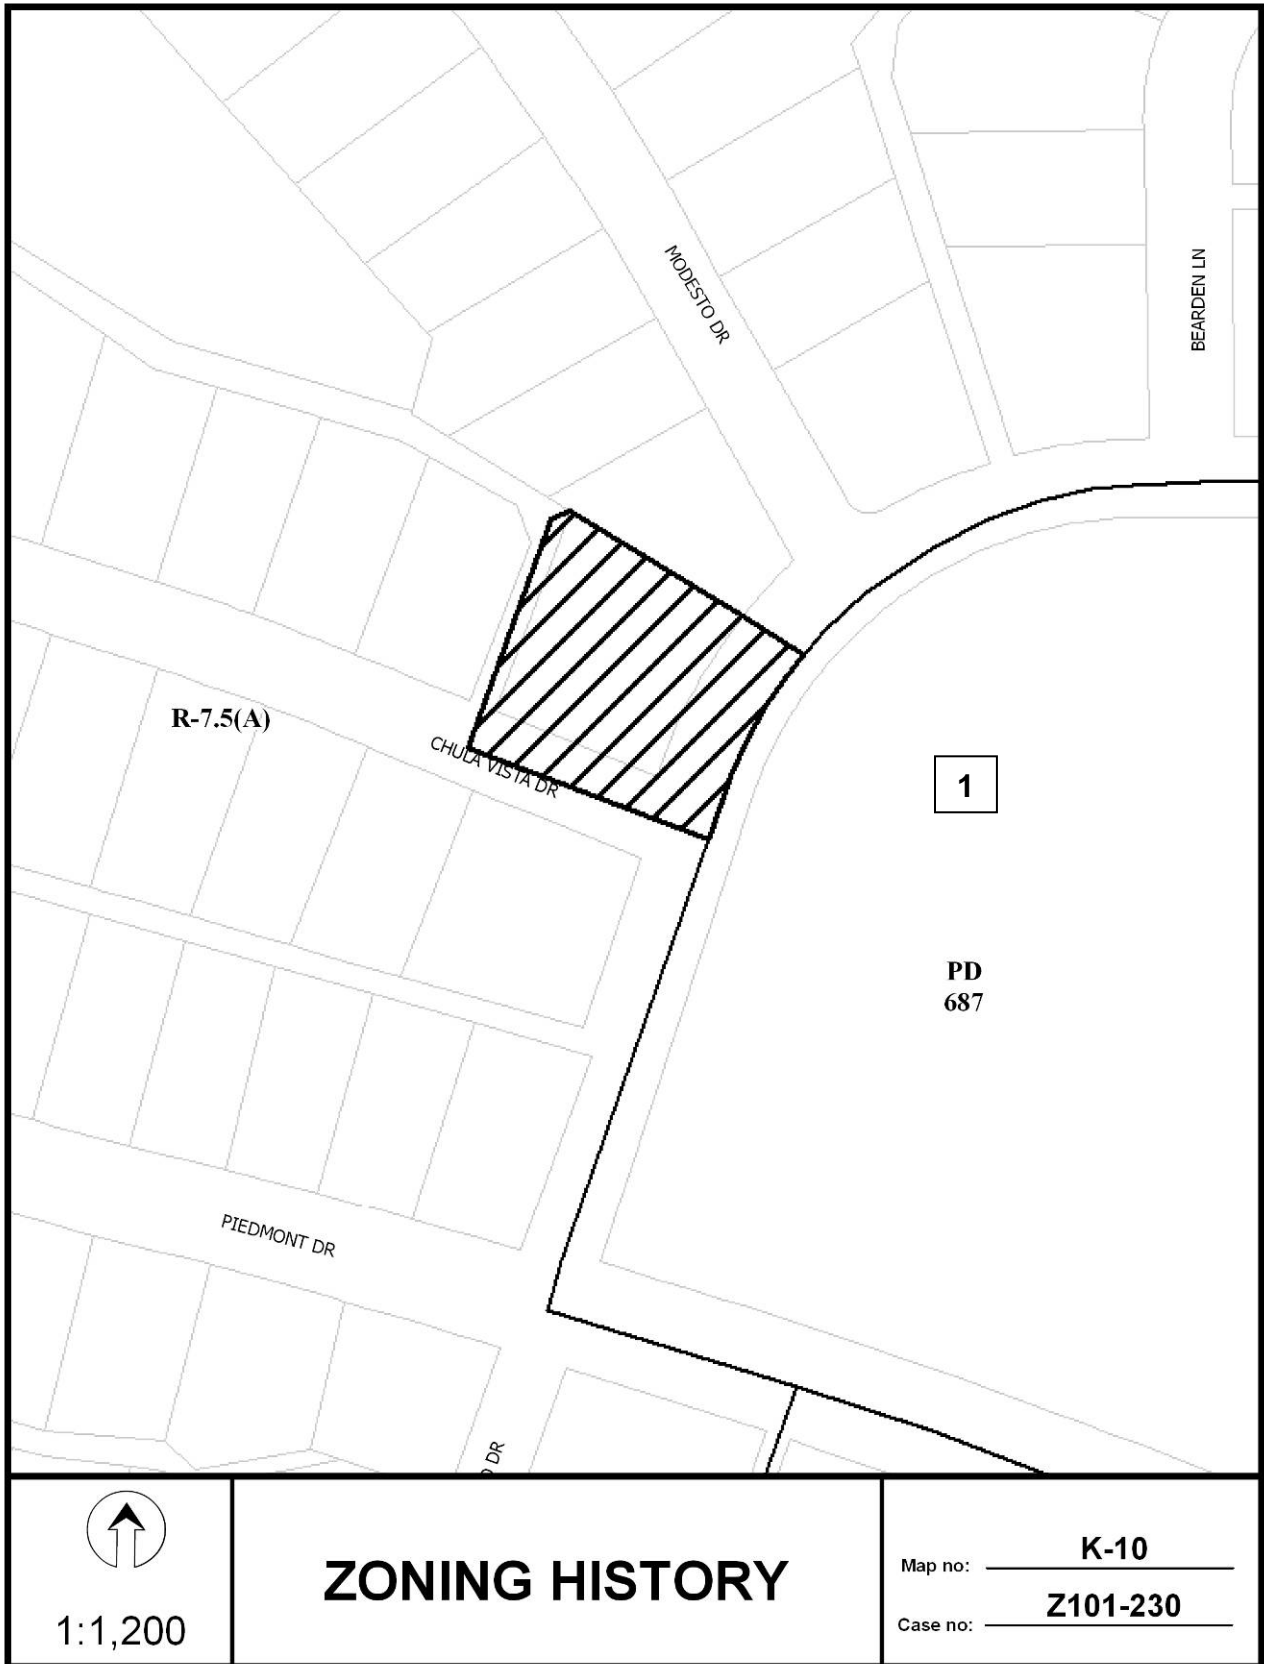 MODESTO DR
BEARDEN LN
R-7.5(A)
CHULA VISTA DR
1
PD
687
PIEDMONT DR
DR
1:1,200
ZONING HISTORY
Map no: K-10
Case no: Z101-230